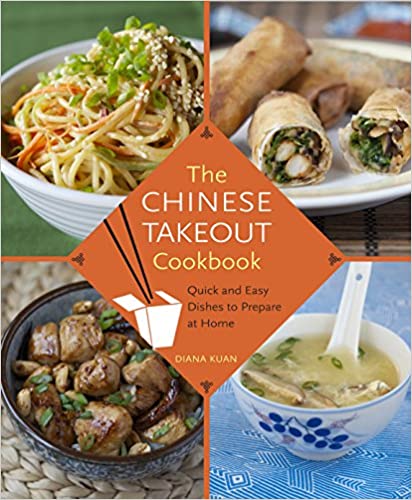 The
CHINESE
TAKEOUT
Cookbook
Quick and Easy
Dishes to Prepare
at Home
DIANA KUAN